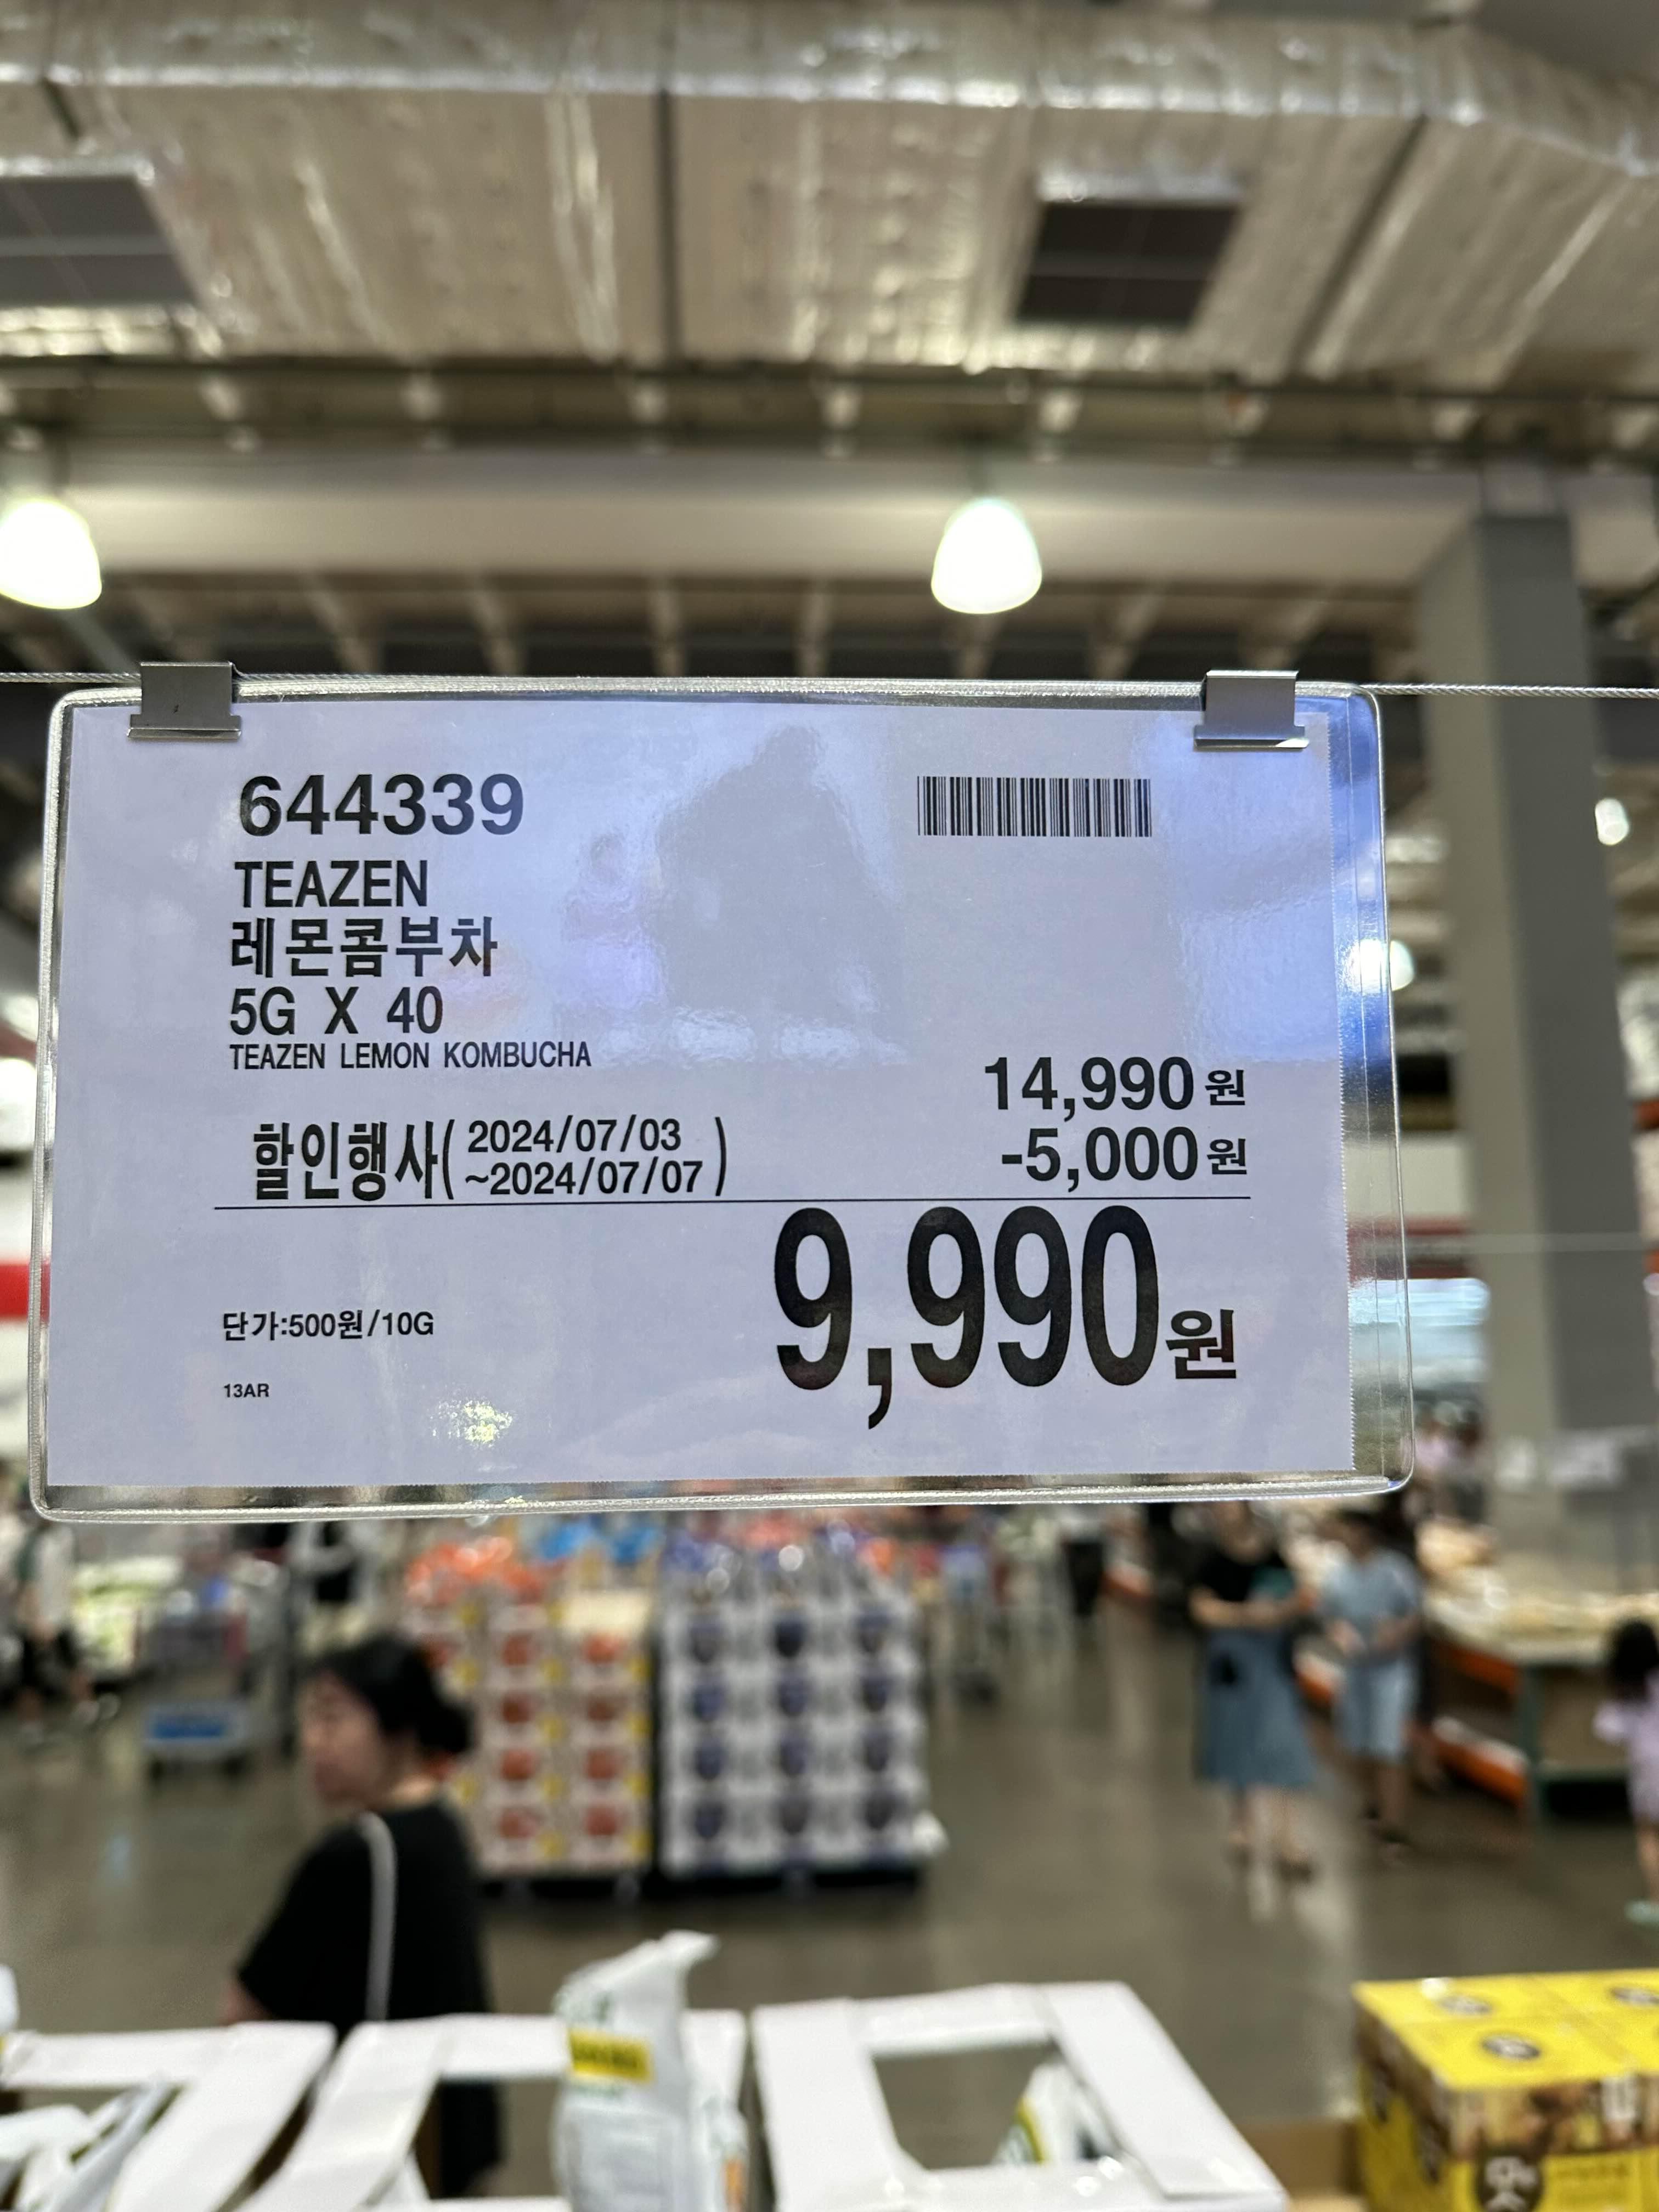 644339
TEAZEN
레몬콤부차
5G X 40
TEAZEN LEMON KOMBUCHA
14,990원
할인행사( 2024/07/03
~2024/07/07 )
-5,000원
9,990원
단가:500원/10G
13AR